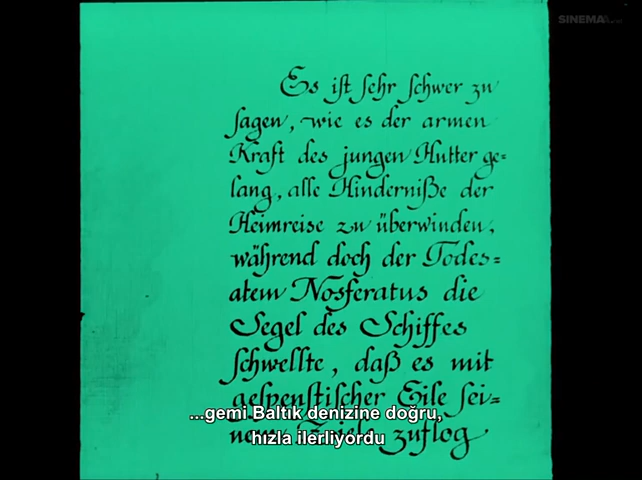 SINEMA
Es ist sehr schwer zu
sagen, wie es der armen
Kraft des jungen Hutter ge=
lang, alle Hinderniße der
Heimreise zu überwinden,
während doch der Todes=
atem Nosferatus die
Segel des Schiffes
schwellte, daß es mit
gespenstischer Eile sei=
nem Ziele zuflog
...gemi Baltık denizine doğru,
hızla ilerliyordu